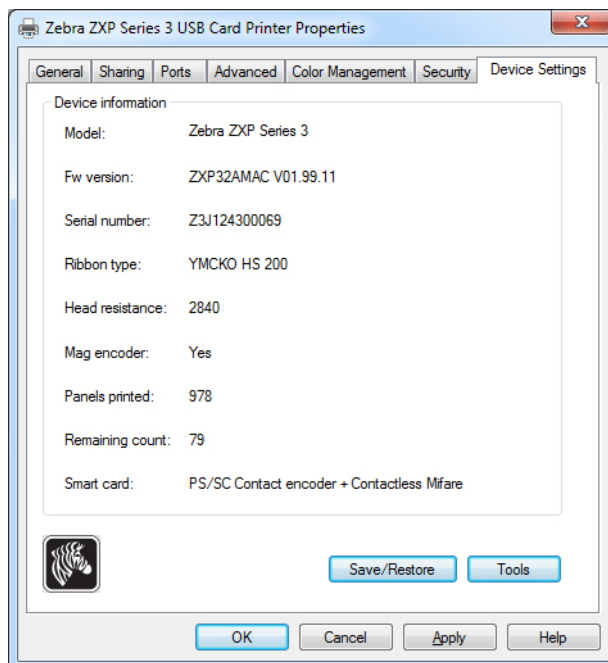 Zebra ZXP Series 3 USB Card Printer Properties
General Sharing Ports Advanced Color Management Security Device Settings
Device information
Model: Zebra ZXP Series 3
Fw version: ZXP32AMAC V01.99.11
Serial number: Z3J124300069
Ribbon type: YMCKO HS 200
Head resistance: 2840
Mag encoder: Yes
Panels printed: 978
Remaining count: 79
Smart card: PS/SC Contact encoder + Contactless Mifare
Save/Restore Tools
OK Cancel Apply Help